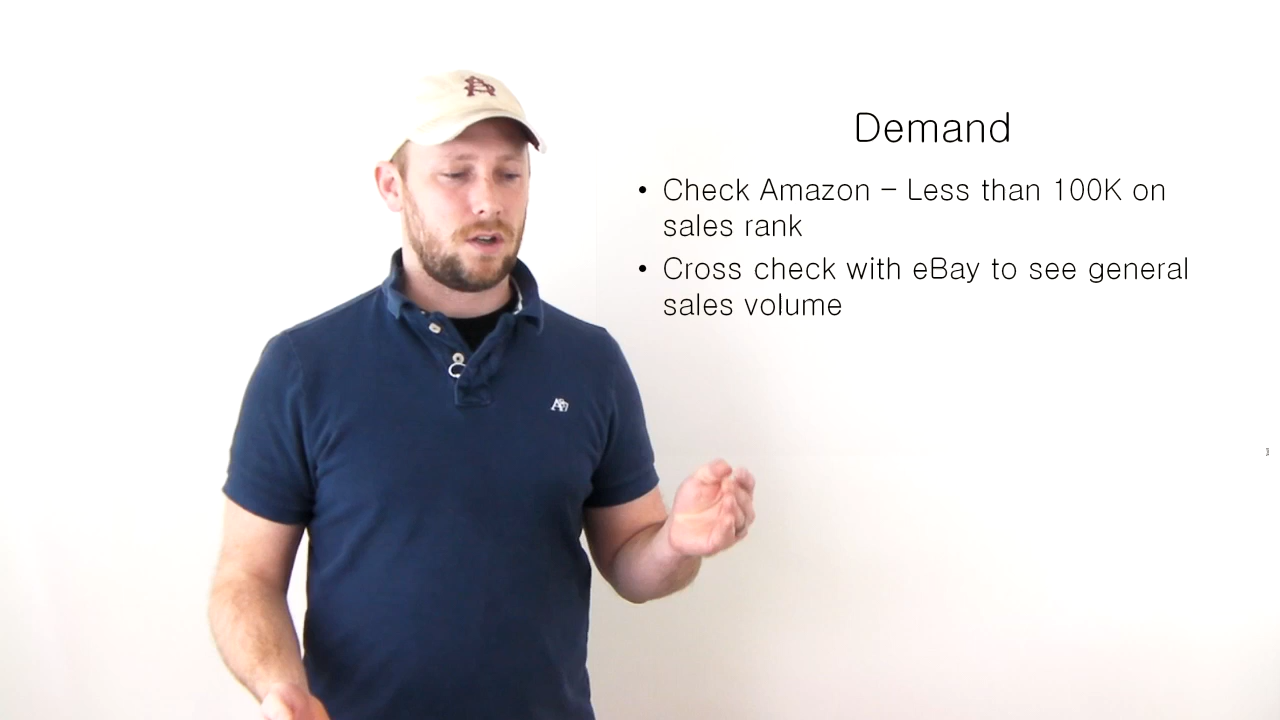 Demand
• Check Amazon – Less than 100K on
sales rank
• Cross check with eBay to see general
sales volume